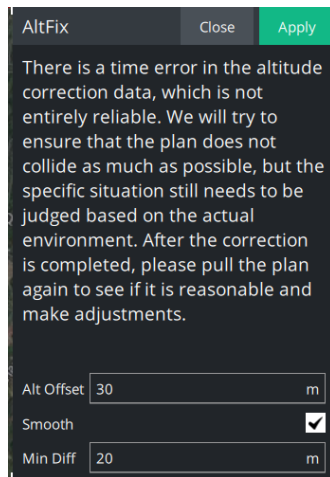 AltFix Close Apply
There is a time error in the altitude
correction data, which is not
entirely reliable. We will try to
ensure that the plan does not
collide as much as possible, but the
specific situation still needs to be
judged based on the actual
environment. After the correction
is completed, please pull the plan
again to see if it is reasonable and
make adjustments.
Alt Offset 30 m
Smooth
Min Diff 20 m